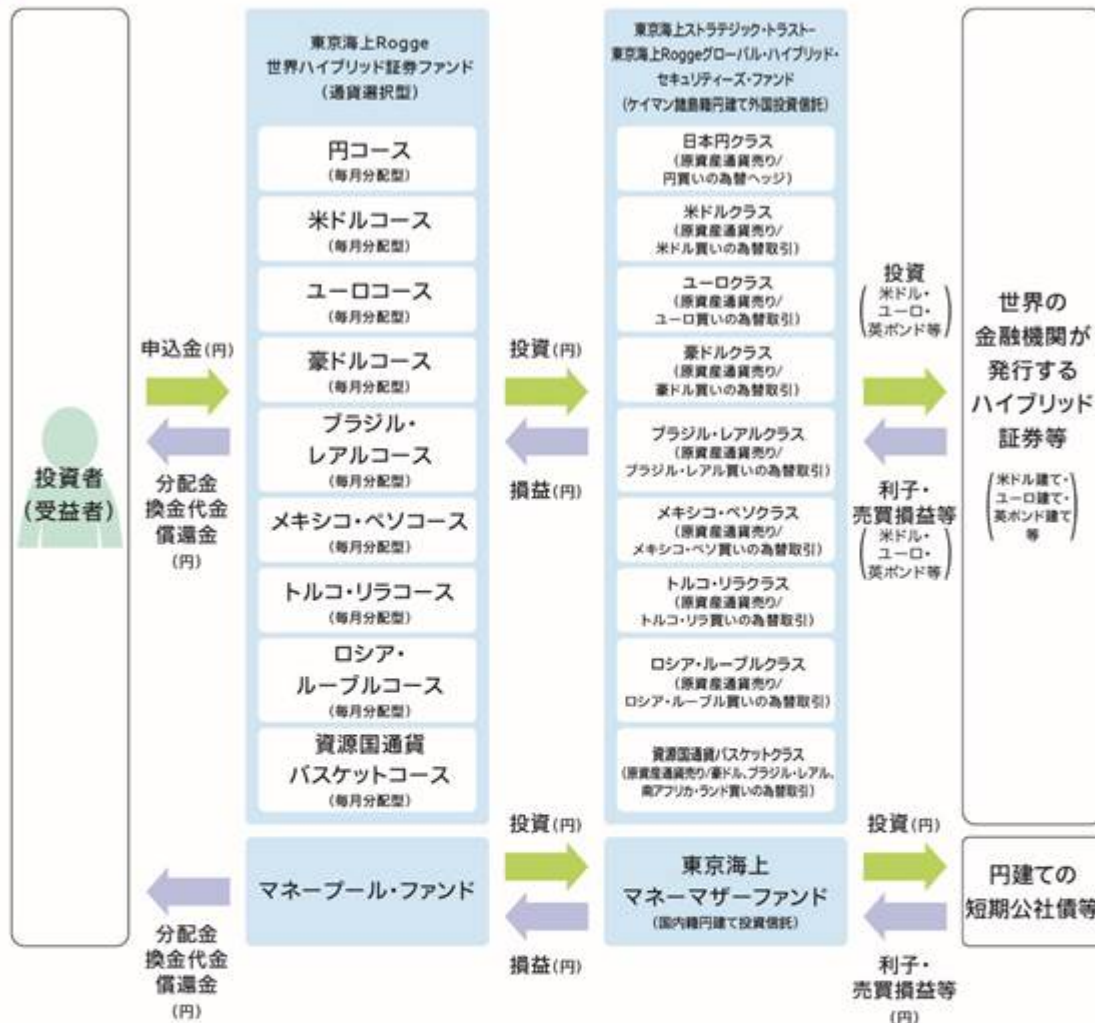 投資者
(受益者)
申込金(円)
分配金
換金代金
償還金
(円)
東京海上Rogge
世界ハイブリッド証券ファンド
(通貨選択型)
円コース
(毎月分配型)
米ドルコース
(毎月分配型)
ユーロコース
(毎月分配型)
豪ドルコース
(毎月分配型)
ブラジル・
レアルコース
(毎月分配型)
メキシコ・ペソコース
(毎月分配型)
トルコ・リラコース
(毎月分配型)
ロシア・
ルーブルコース
(毎月分配型)
資源国通貨
バスケットコース
(毎月分配型)
投資(円)
損益(円)
東京海上ストラテジック・トラスト-
東京海上Roggeグローバル・ハイブリッド・
セキュリティーズ・ファンド
(ケイマン諸島籍円建て外国投資信託)
日本円クラス
(原資産通貨売り/
円買いの為替ヘッジ)
米ドルクラス
(原資産通貨売り/
米ドル買いの為替取引)
ユーロクラス
(原資産通貨売り/
ユーロ買いの為替取引)
豪ドルクラス
(原資産通貨売り/
豪ドル買いの為替取引)
ブラジル・レアルクラス
(原資産通貨売り/
ブラジル・レアル買いの為替取引)
メキシコ・ペソクラス
(原資産通貨売り/
メキシコ・ペソ買いの為替取引)
トルコ・リラクラス
(原資産通貨売り/
トルコ・リラ買いの為替取引)
ロシア・ルーブルクラス
(原資産通貨売り/
ロシア・ルーブル買いの為替取引)
資源国通貨バスケットクラス
(原資産通貨売り/豪ドル、ブラジル・レアル、
南アフリカ・ランド買いの為替取引)
投資
(米ドル・
ユーロ・
英ポンド等)
利子・
売買損益等
(米ドル・
ユーロ・
英ポンド等)
世界の
金融機関が
発行する
ハイブリッド
証券等
(米ドル建て・
ユーロ建て・
英ポンド建て
等)
分配金
換金代金
償還金
(円)
マネープール・ファンド
投資(円)
損益(円)
東京海上
マネーマザーファンド
(国内籍円建て投資信託)
投資(円)
利子・
売買損益等
(円)
円建ての
短期公社債等